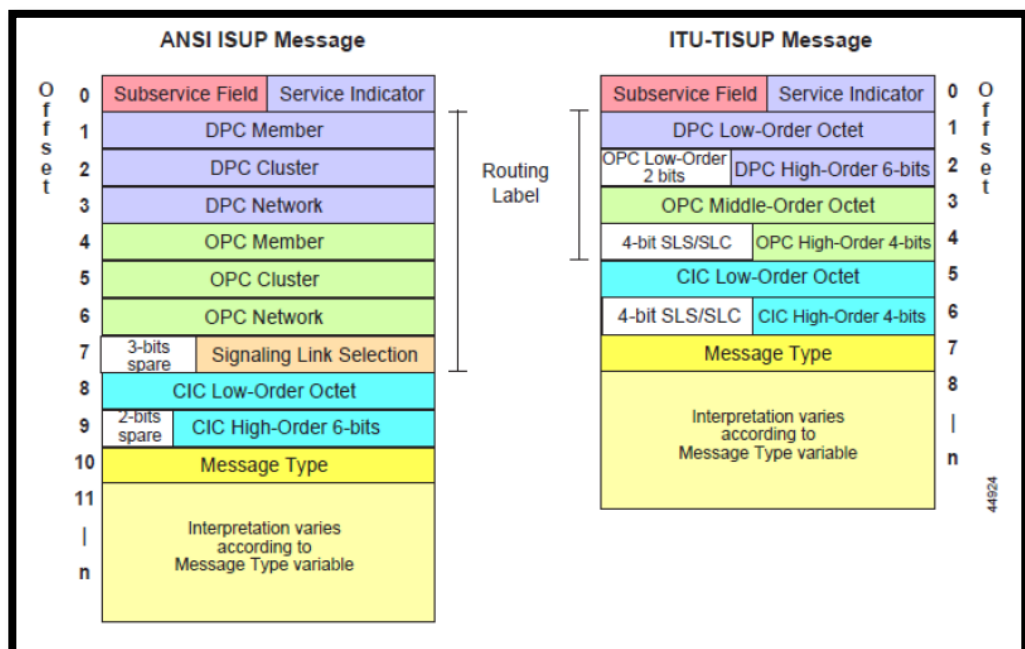 ANSI ISUP Message
Offset
0
Subservice Field
Service Indicator
1
DPC Member
2
DPC Cluster
3
DPC Network
4
OPC Member
5
OPC Cluster
6
OPC Network
7
3-bits
spare
Signaling Link Selection
8
CIC Low-Order Octet
9
2-bits
spare
CIC High-Order 6-bits
10
Message Type
11
|
n
Interpretation varies
according to
Message Type variable
Routing
Label
ITU-TISUP Message
Offset
Subservice Field
Service Indicator
0
DPC Low-Order Octet
1
OPC Low-Order
2 bits
DPC High-Order 6-bits
2
OPC Middle-Order Octet
3
4-bit SLS/SLC
OPC High-Order 4-bits
4
CIC Low-Order Octet
5
4-bit SLS/SLC
CIC High-Order 4-bits
6
Message Type
7
8
|
n
Interpretation varies
according to
Message Type variable
44924